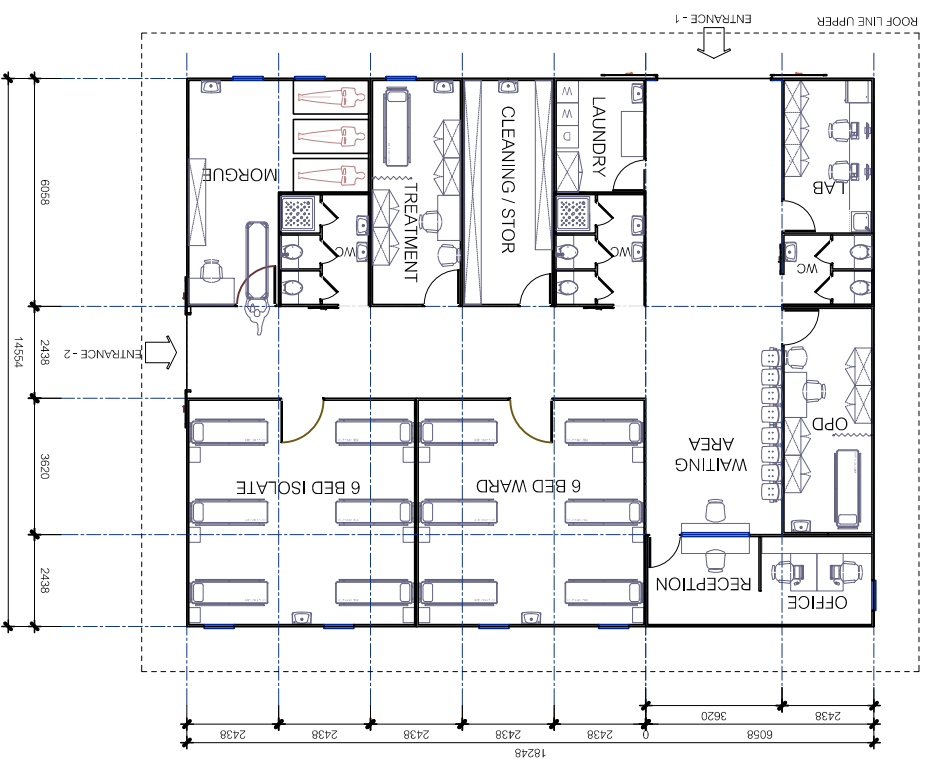 ROOF LINE UPPER
ENTRANCE - 1
CLEANING / STOR
LAUNDRY
W
W
D
MORGUE
TREATMENT
LAB
WC
WC
WC
6058
2438
3620
2438
14554
ENTRANCE - 2
OPD
WAITING
AREA
6 BED ISOLATE
6 BED WARD
RECEPTION
OFFICE
3620
2438
2438
2438
2438
2438
2438
0
6058
18248